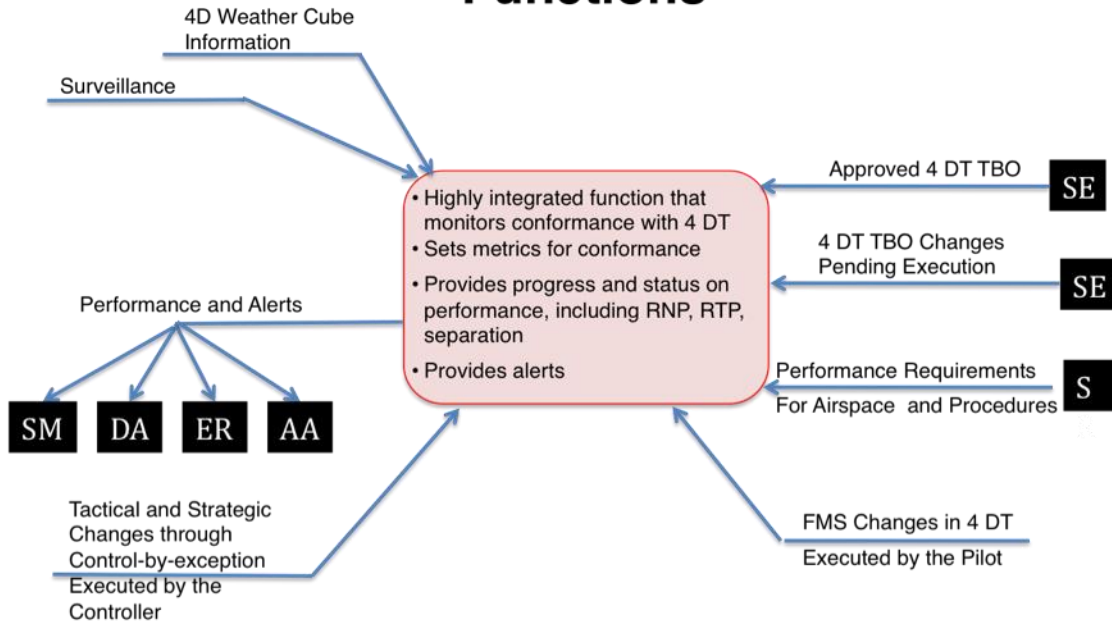 Functions
4D Weather Cube
Information
Surveillance
• Highly integrated function that
monitors conformance with 4 DT
• Sets metrics for conformance
• Provides progress and status on
performance, including RNP, RTP,
separation
• Provides alerts
Approved 4 DT TBO
SE
4 DT TBO Changes
Pending Execution
SE
Performance Requirements
For Airspace and Procedures
S
Performance and Alerts
SM
DA
ER
AA
Tactical and Strategic
Changes through
Control-by-exception
Executed by the
Controller
FMS Changes in 4 DT
Executed by the Pilot